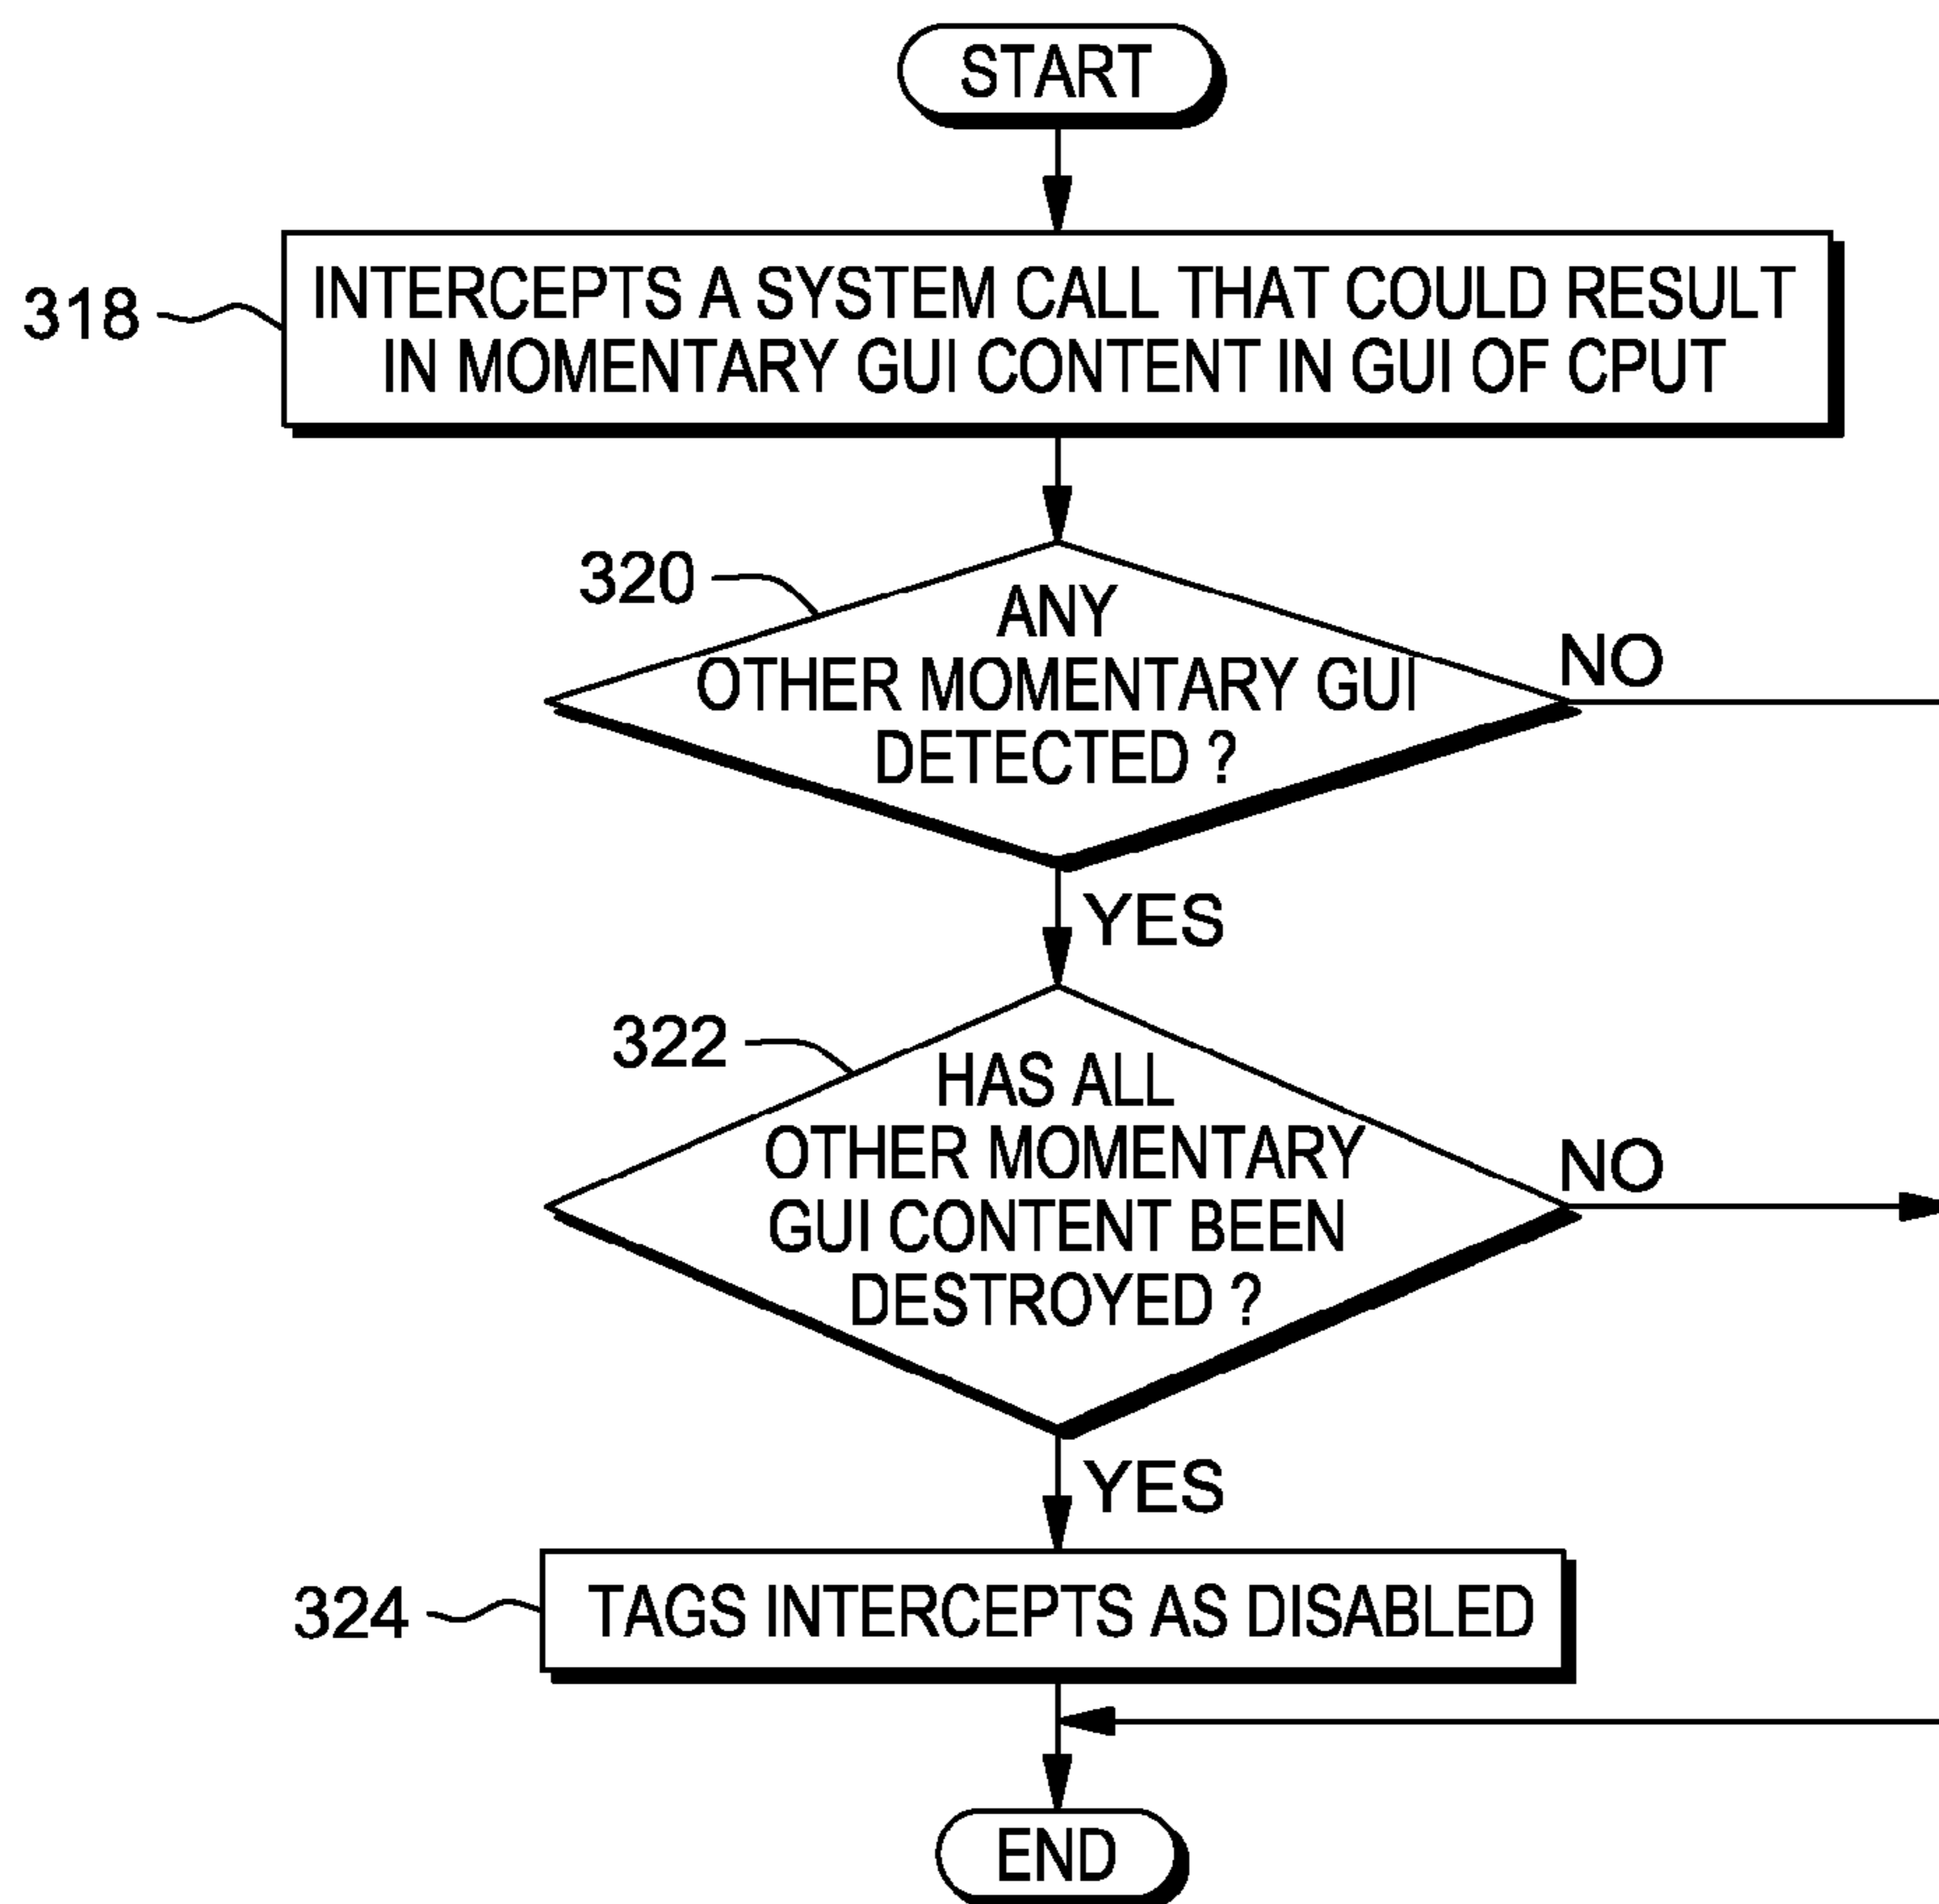 START
318
INTERCEPTS A SYSTEM CALL THAT COULD RESULT
IN MOMENTARY GUI CONTENT IN GUI OF CPUT
320
ANY
OTHER MOMENTARY GUI
DETECTED ?
NO
YES
322
HAS ALL
OTHER MOMENTARY
GUI CONTENT BEEN
DESTROYED ?
NO
YES
324
TAGS INTERCEPTS AS DISABLED
END